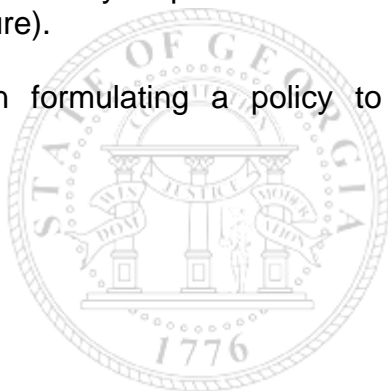 ure).
n formulating a policy to
STATE OF GEORGIA
CONSTITUTION
WISDOM
JUSTICE
MODERATION
1776